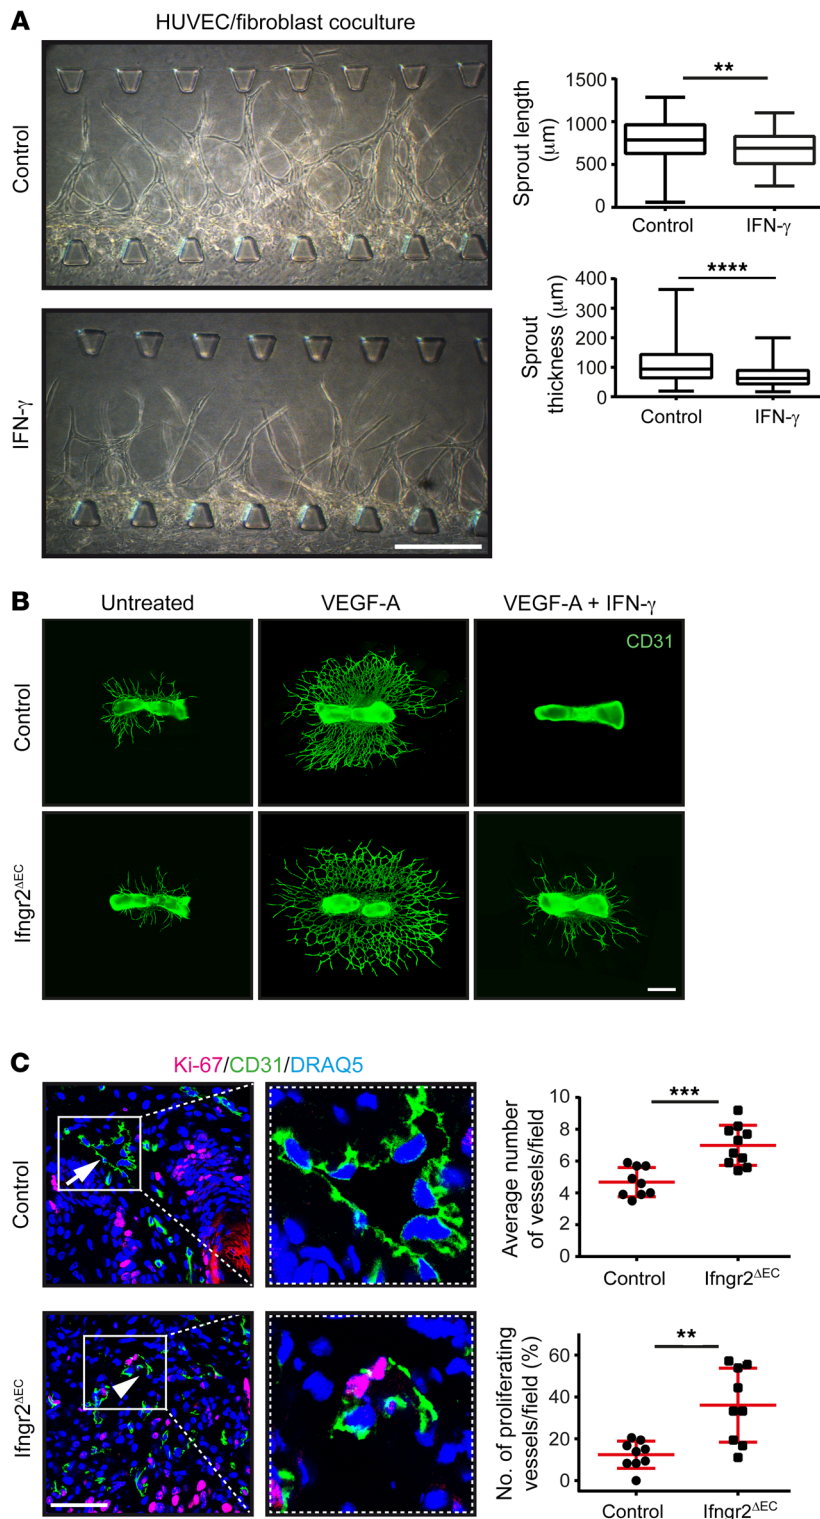 A
HUVEC/fibroblast coculture
Control
IFN-γ
Sprout length
(μm)
1500
1000
500
0
**
Control
IFN-γ
Sprout
thickness (μm)
400
300
200
100
0
****
Control
IFN-γ
B
Untreated
VEGF-A
VEGF-A + IFN-γ
CD31
Control
Ifngr2ΔEC
C
Ki-67/CD31/DRAQ5
Control
Ifngr2ΔEC
Average number
of vessels/field
10
8
6
4
2
0
***
Control
Ifngr2ΔEC
No. of proliferating
vessels/field (%)
60
40
20
0
**
Control
Ifngr2ΔEC